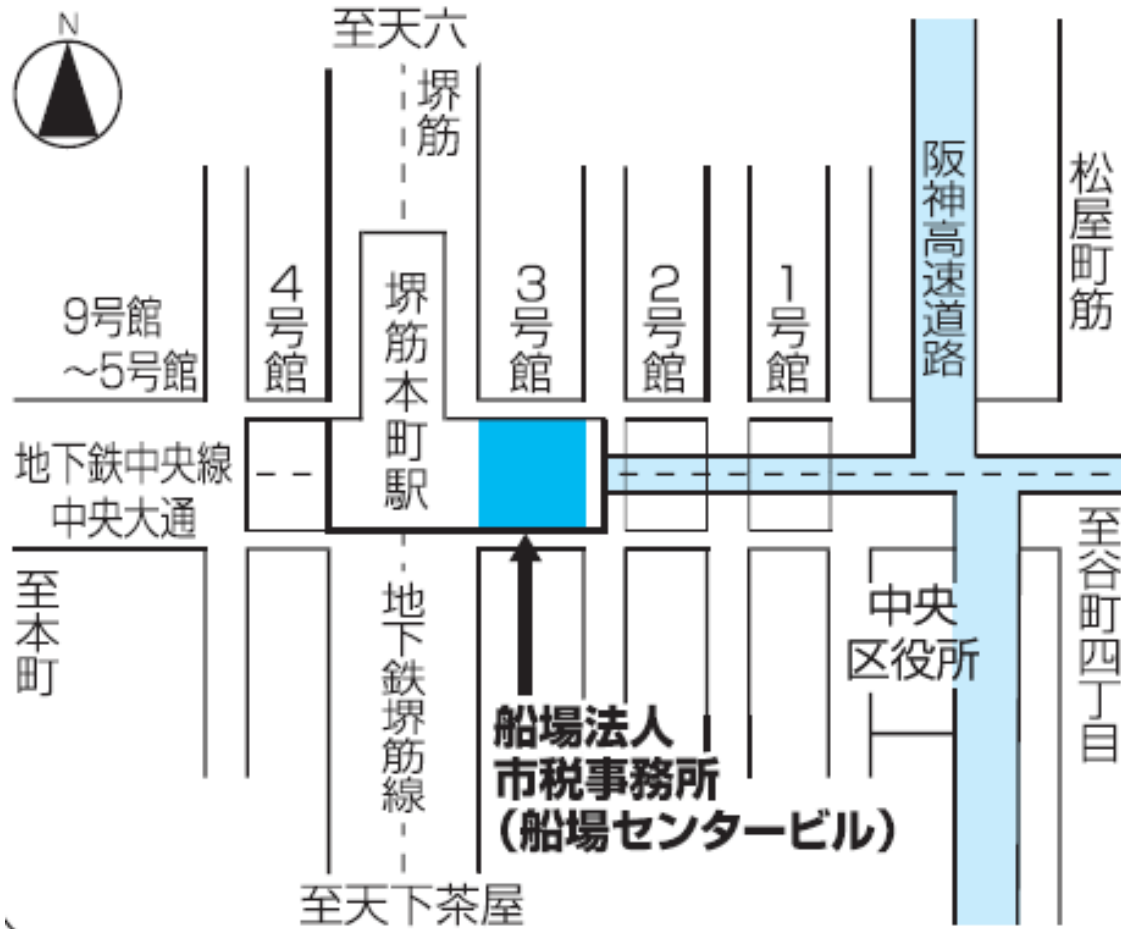 N
至天六
堺筋
阪神高速道路
松屋町筋
9号館
〜5号館
4号館
堺筋本町駅
3号館
2号館
1号館
地下鉄中央線
中央大通
至本町
地下鉄堺筋線
中央
区役所
至谷町四丁目
船場法人
市税事務所
（船場センタービル）
至天下茶屋